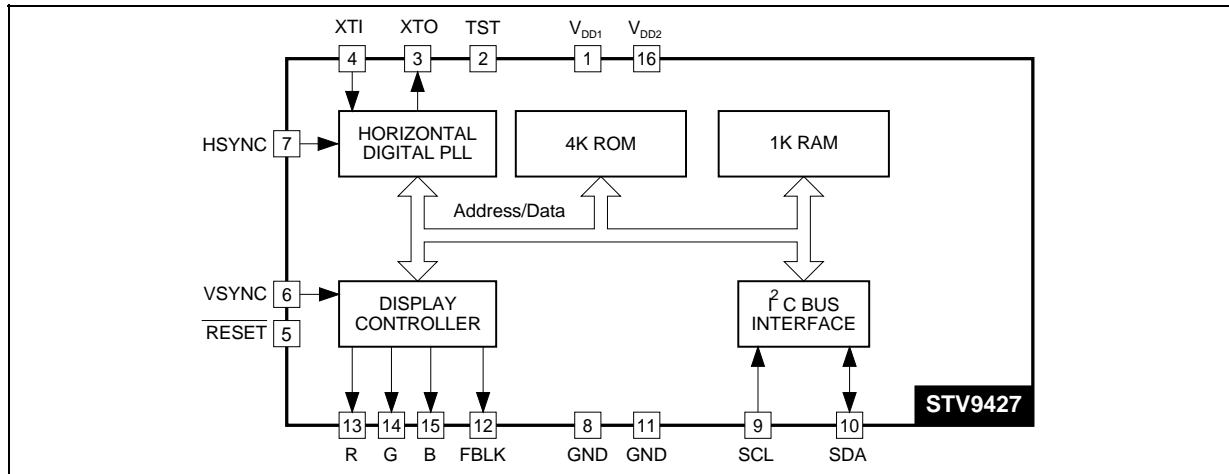 XTI XTO TST VDD1 VDD2
4 3 2 1 16
HORIZONTAL
DIGITAL PLL
4K ROM
1K RAM
HSYNC 7
Address/Data
VSYNC 6
RESET 5
DISPLAY
CONTROLLER
I2C BUS
INTERFACE
STV9427
13 14 15 12 8 11 9 10
R G B FBLK GND GND SCL SDA